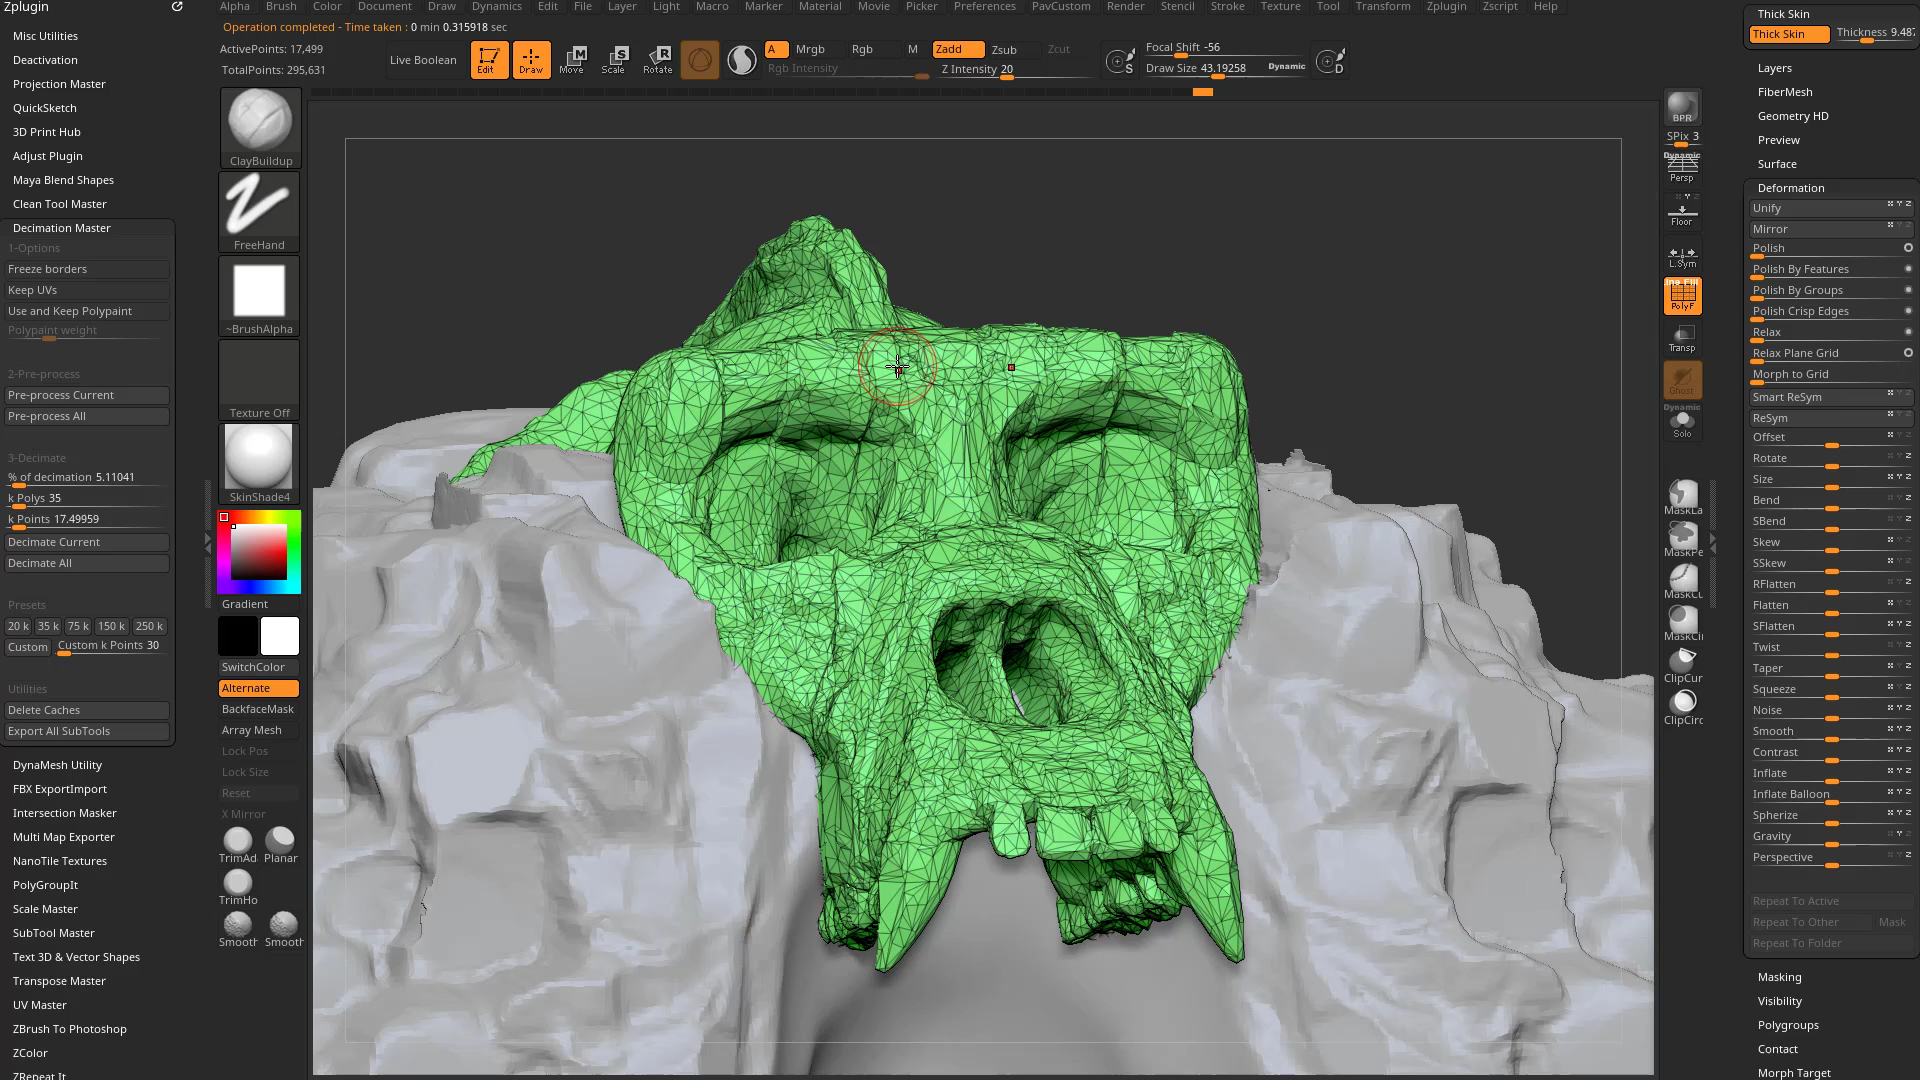 Zplugin
Alpha Brush Color Document Draw Dynamics Edit File Layer Light Macro Marker Material Movie Picker Preferences PavCustom Render Stencil Stroke Texture Tool Transform Zplugin Zscript Help
Operation completed - Time taken : 0 min 0.315918 sec
ActivePoints: 17,499
TotalPoints: 295,631
Live Boolean
Edit
Draw
Move
Scale
Rotate
A
Mrgb
Rgb
M
Zadd
Zsub
Zcut
Rgb Intensity
Z Intensity 20
Focal Shift -56
Draw Size 43.19258
Dynamic
S
D
Misc Utilities
Deactivation
Projection Master
QuickSketch
3D Print Hub
Adjust Plugin
Maya Blend Shapes
Clean Tool Master
Decimation Master
1-Options
Freeze borders
Keep UVs
Use and Keep Polypaint
Polypaint weight
2-Pre-process
Pre-process Current
Pre-process All
3-Decimate
% of decimation 5.11041
k Polys 35
k Points 17.49959
Decimate Current
Decimate All
Presets
20 k 35 k 75 k 150 k 250 k
Custom Custom k Points 30
Utilities
Delete Caches
Export All SubTools
DynaMesh Utility
FBX ExportImport
Intersection Masker
Multi Map Exporter
NanoTile Textures
PolyGroupIt
Scale Master
SubTool Master
Text 3D & Vector Shapes
Transpose Master
UV Master
ZBrush To Photoshop
ZColor
ZRepeat It
ClayBuildup
FreeHand
~BrushAlpha
Texture Off
SkinShade4
Gradient
SwitchColor
Alternate
BackfaceMask
Array Mesh
Lock Pos
Lock Size
Reset
X Mirror
TrimAd Planar
TrimHo
Smooth Smooth
BPR
SPix 3
Dynamic
Persp
Floor
L.Sym
Line Fill
PolyF
Transp
Ghost
Dynamic
Solo
MaskLa
MaskPe
MaskCu
MaskCir
ClipCur
ClipCirc
Thick Skin
Thick Skin Thickness 9.487
Layers
FiberMesh
Geometry HD
Preview
Surface
Deformation
Unify
Mirror
Polish
Polish By Features
Polish By Groups
Polish Crisp Edges
Relax
Relax Plane Grid
Morph to Grid
Smart ReSym
ReSym
Offset
Rotate
Size
Bend
SBend
Skew
SSkew
RFlatten
Flatten
SFlatten
Twist
Taper
Squeeze
Noise
Smooth
Contrast
Inflate
Inflate Balloon
Spherize
Gravity
Perspective
Repeat To Active
Repeat To Other Mask
Repeat To Folder
Masking
Visibility
Polygroups
Contact
Morph Target